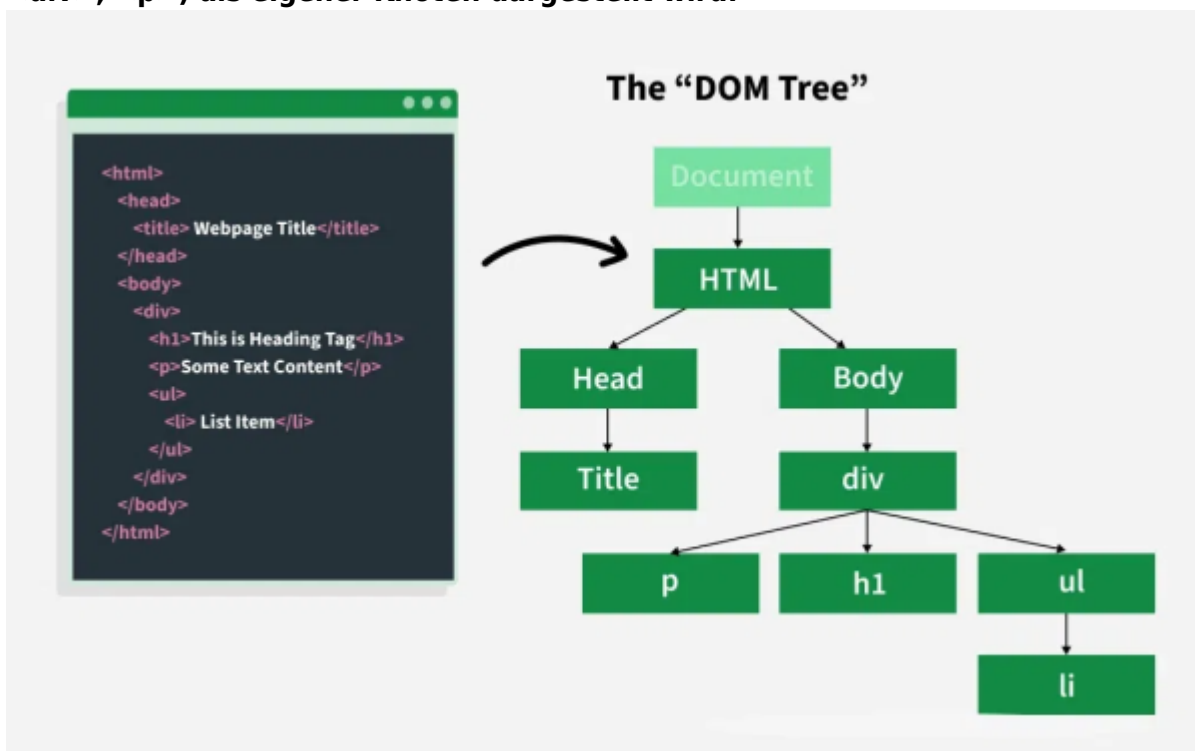 The “DOM Tree”
<html>
<head>
<title> Webpage Title</title>
</head>
<body>
<div>
<h1>This is Heading Tag</h1>
<p>Some Text Content</p>
<ul>
<li> List Item</li>
</ul>
</div>
</body>
</html>
Document
HTML
Head Body
Title div
p h1 ul
li